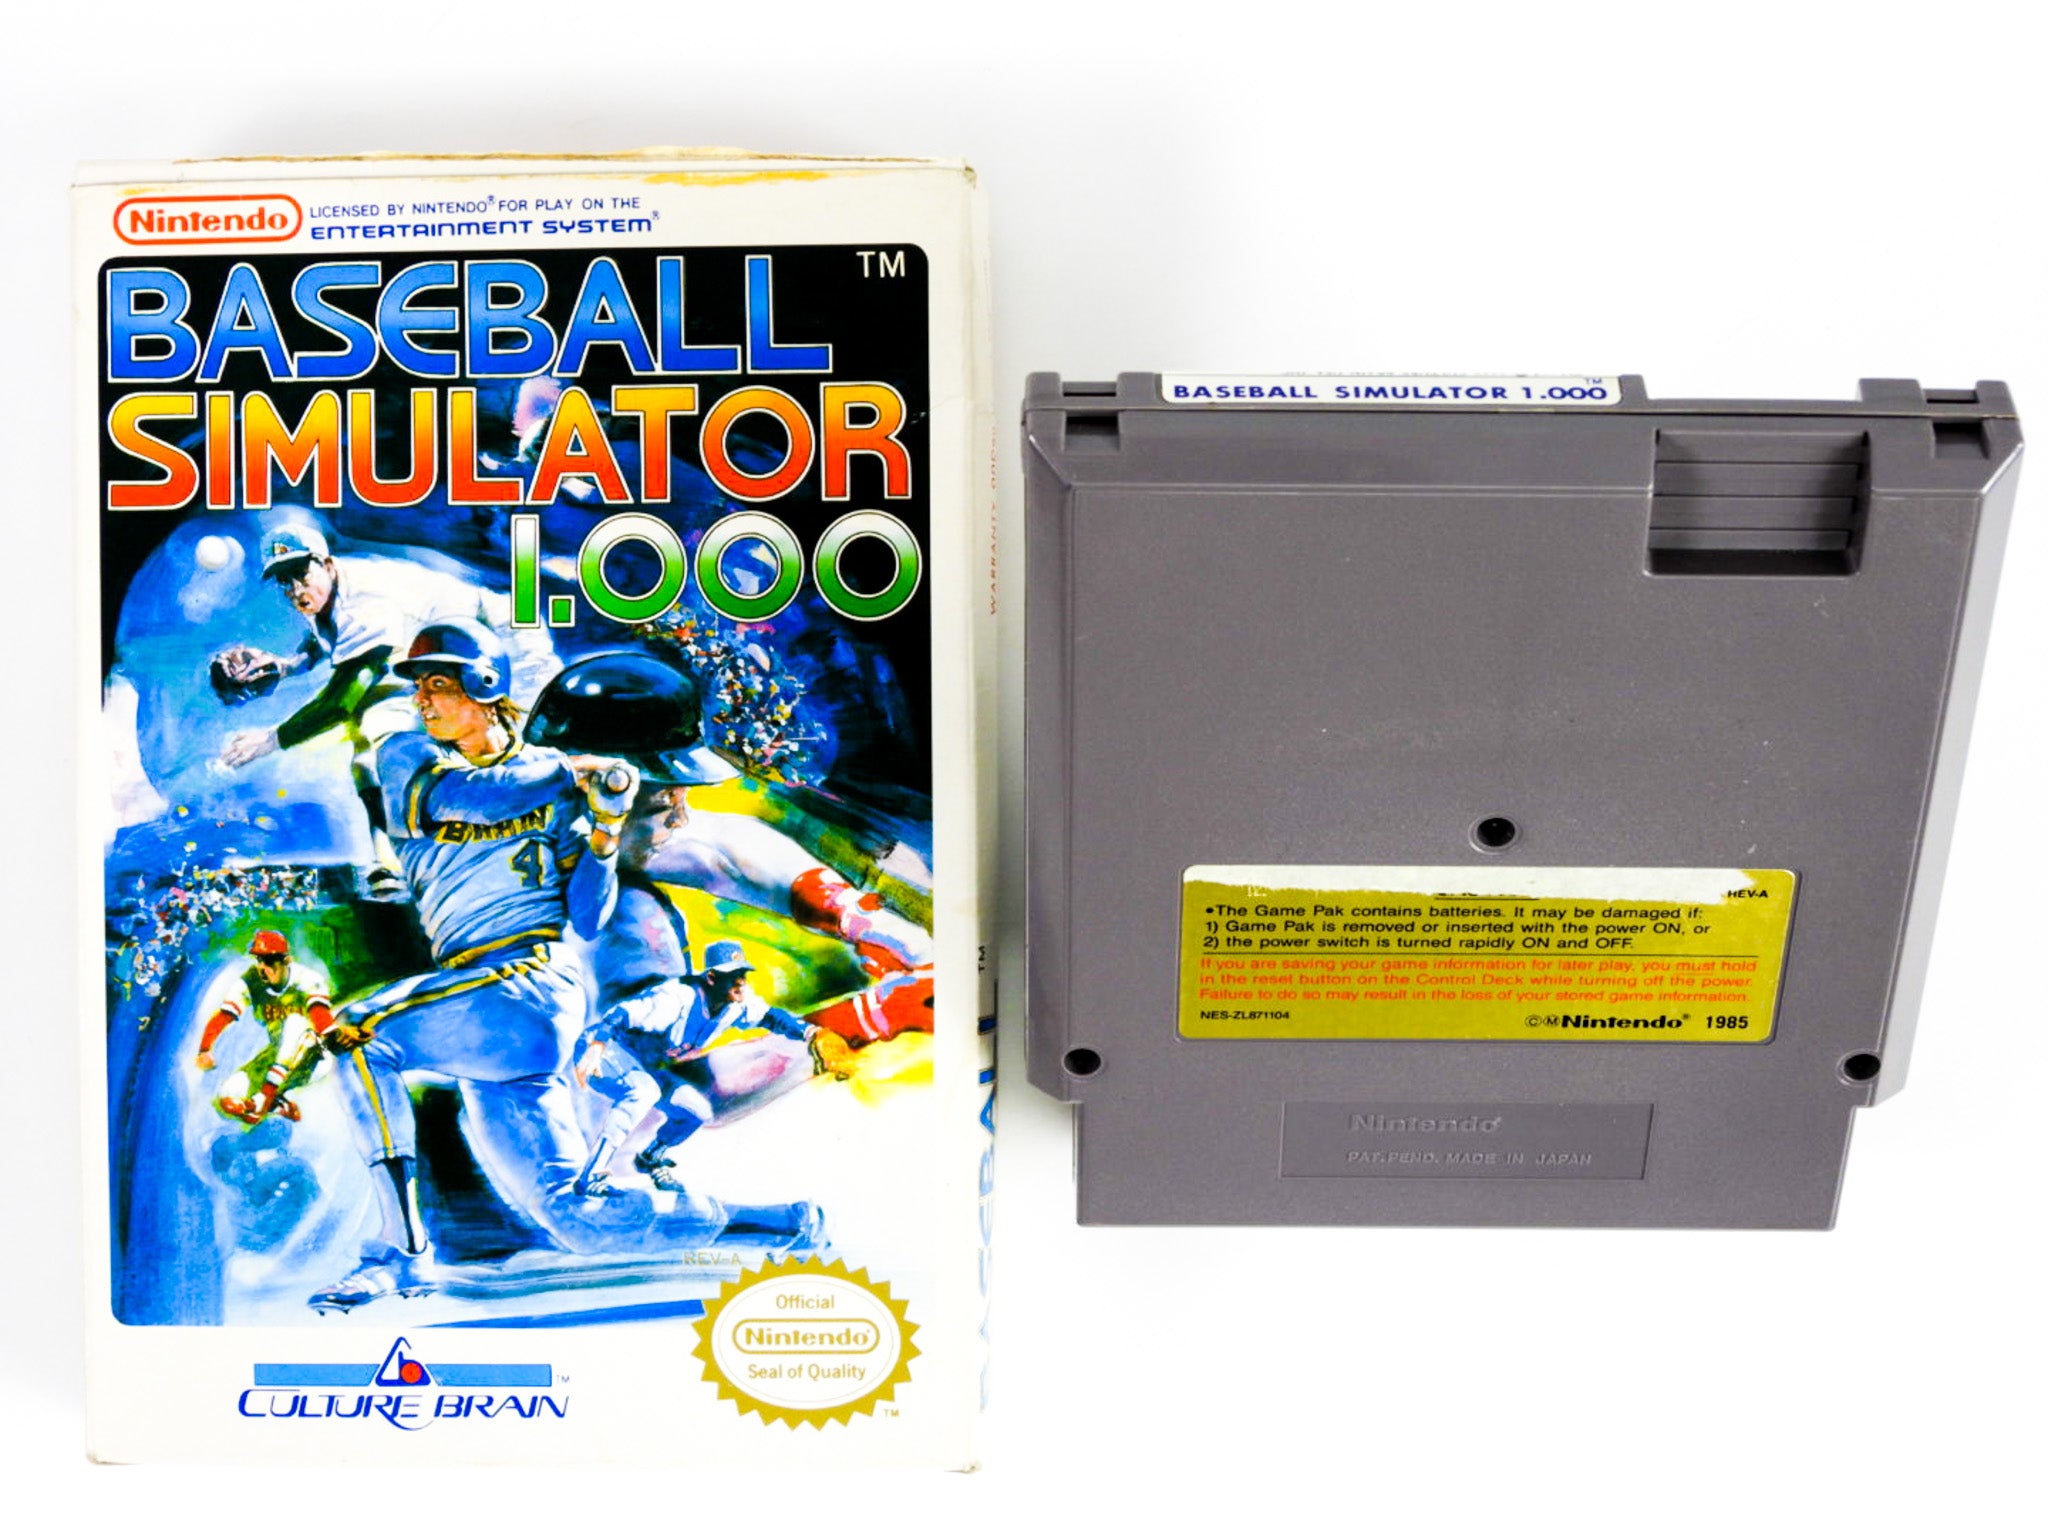 Nintendo
LICENSED BY NINTENDO® FOR PLAY ON THE
ENTERTAINMENT SYSTEM®
BASEBALL TM
SIMULATOR
1.000
BRAIN
4
REV-A
Official
Nintendo
Seal of Quality
TM
CULTURE BRAIN TM
BASEBALL SIMULATOR 1.000 TM
REV-A
•The Game Pak contains batteries. It may be damaged if:
1) Game Pak is removed or inserted with the power ON, or
2) the power switch is turned rapidly ON and OFF.
If you are saving your game information for later play, you must hold
in the reset button on the Control Deck while turning off the power.
Failure to do so may result in the loss of your stored game information.
NES-ZL871104
©MNintendo® 1985
Nintendo®
PAT. PEND. MADE IN JAPAN